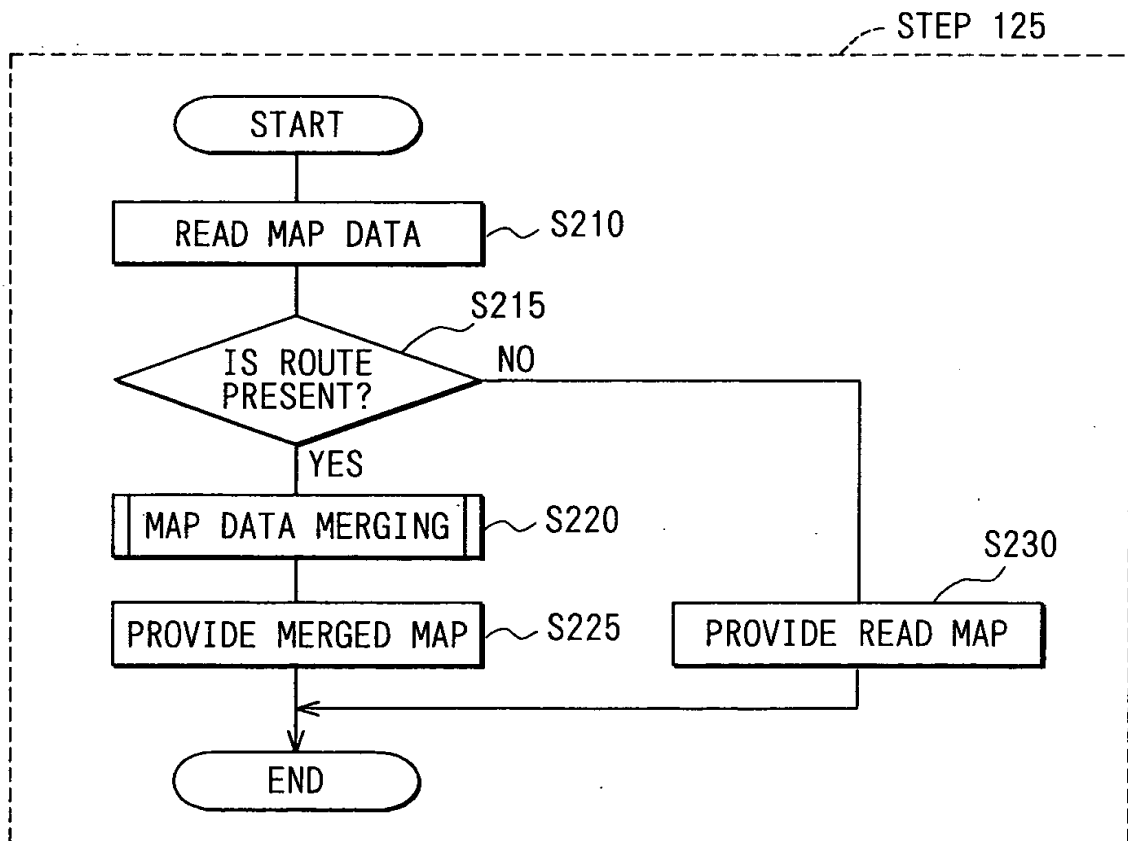 STEP 125
START
READ MAP DATA
S210
S215
IS ROUTE
PRESENT?
NO
YES
MAP DATA MERGING
S220
S230
PROVIDE MERGED MAP
S225
PROVIDE READ MAP
END